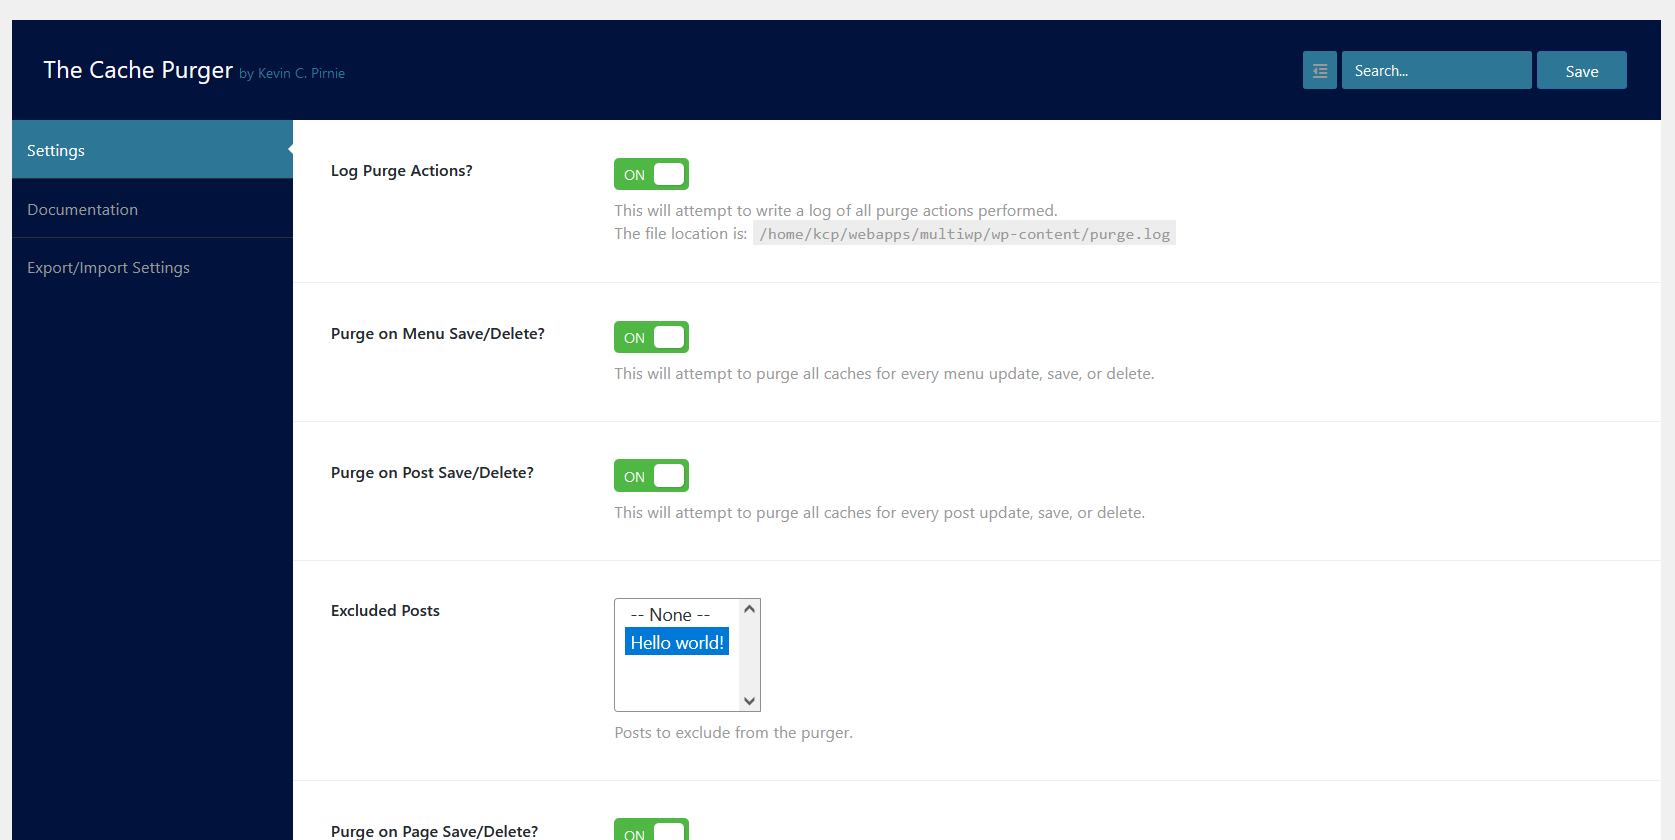 The Cache Purger by Kevin C. Pirnie
Search...
Save
Settings
Documentation
Export/Import Settings
Log Purge Actions?
ON
This will attempt to write a log of all purge actions performed.
The file location is: /home/kcp/webapps/multiwp/wp-content/purge.log
Purge on Menu Save/Delete?
ON
This will attempt to purge all caches for every menu update, save, or delete.
Purge on Post Save/Delete?
ON
This will attempt to purge all caches for every post update, save, or delete.
Excluded Posts
-- None --
Hello world!
Posts to exclude from the purger.
Purge on Page Save/Delete?
ON